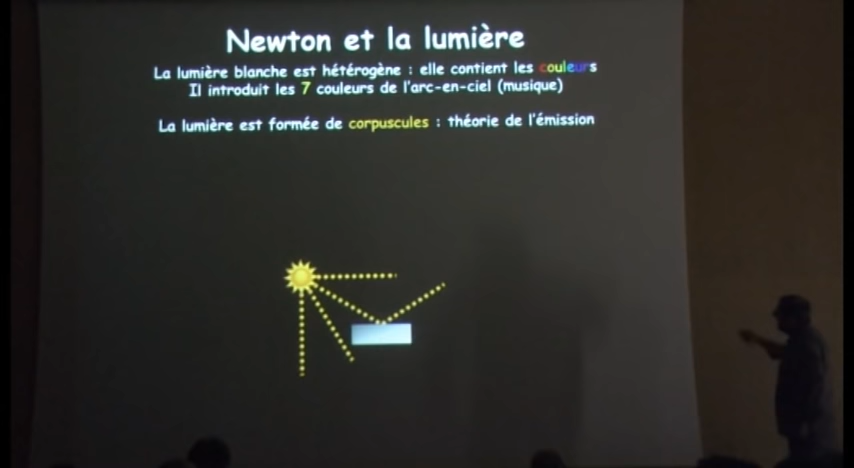 Newton et la lumière
La lumière blanche est hétérogène : elle contient les couleurs
Il introduit les 7 couleurs de l'arc-en-ciel (musique)
La lumière est formée de corpuscules : théorie de l'émission